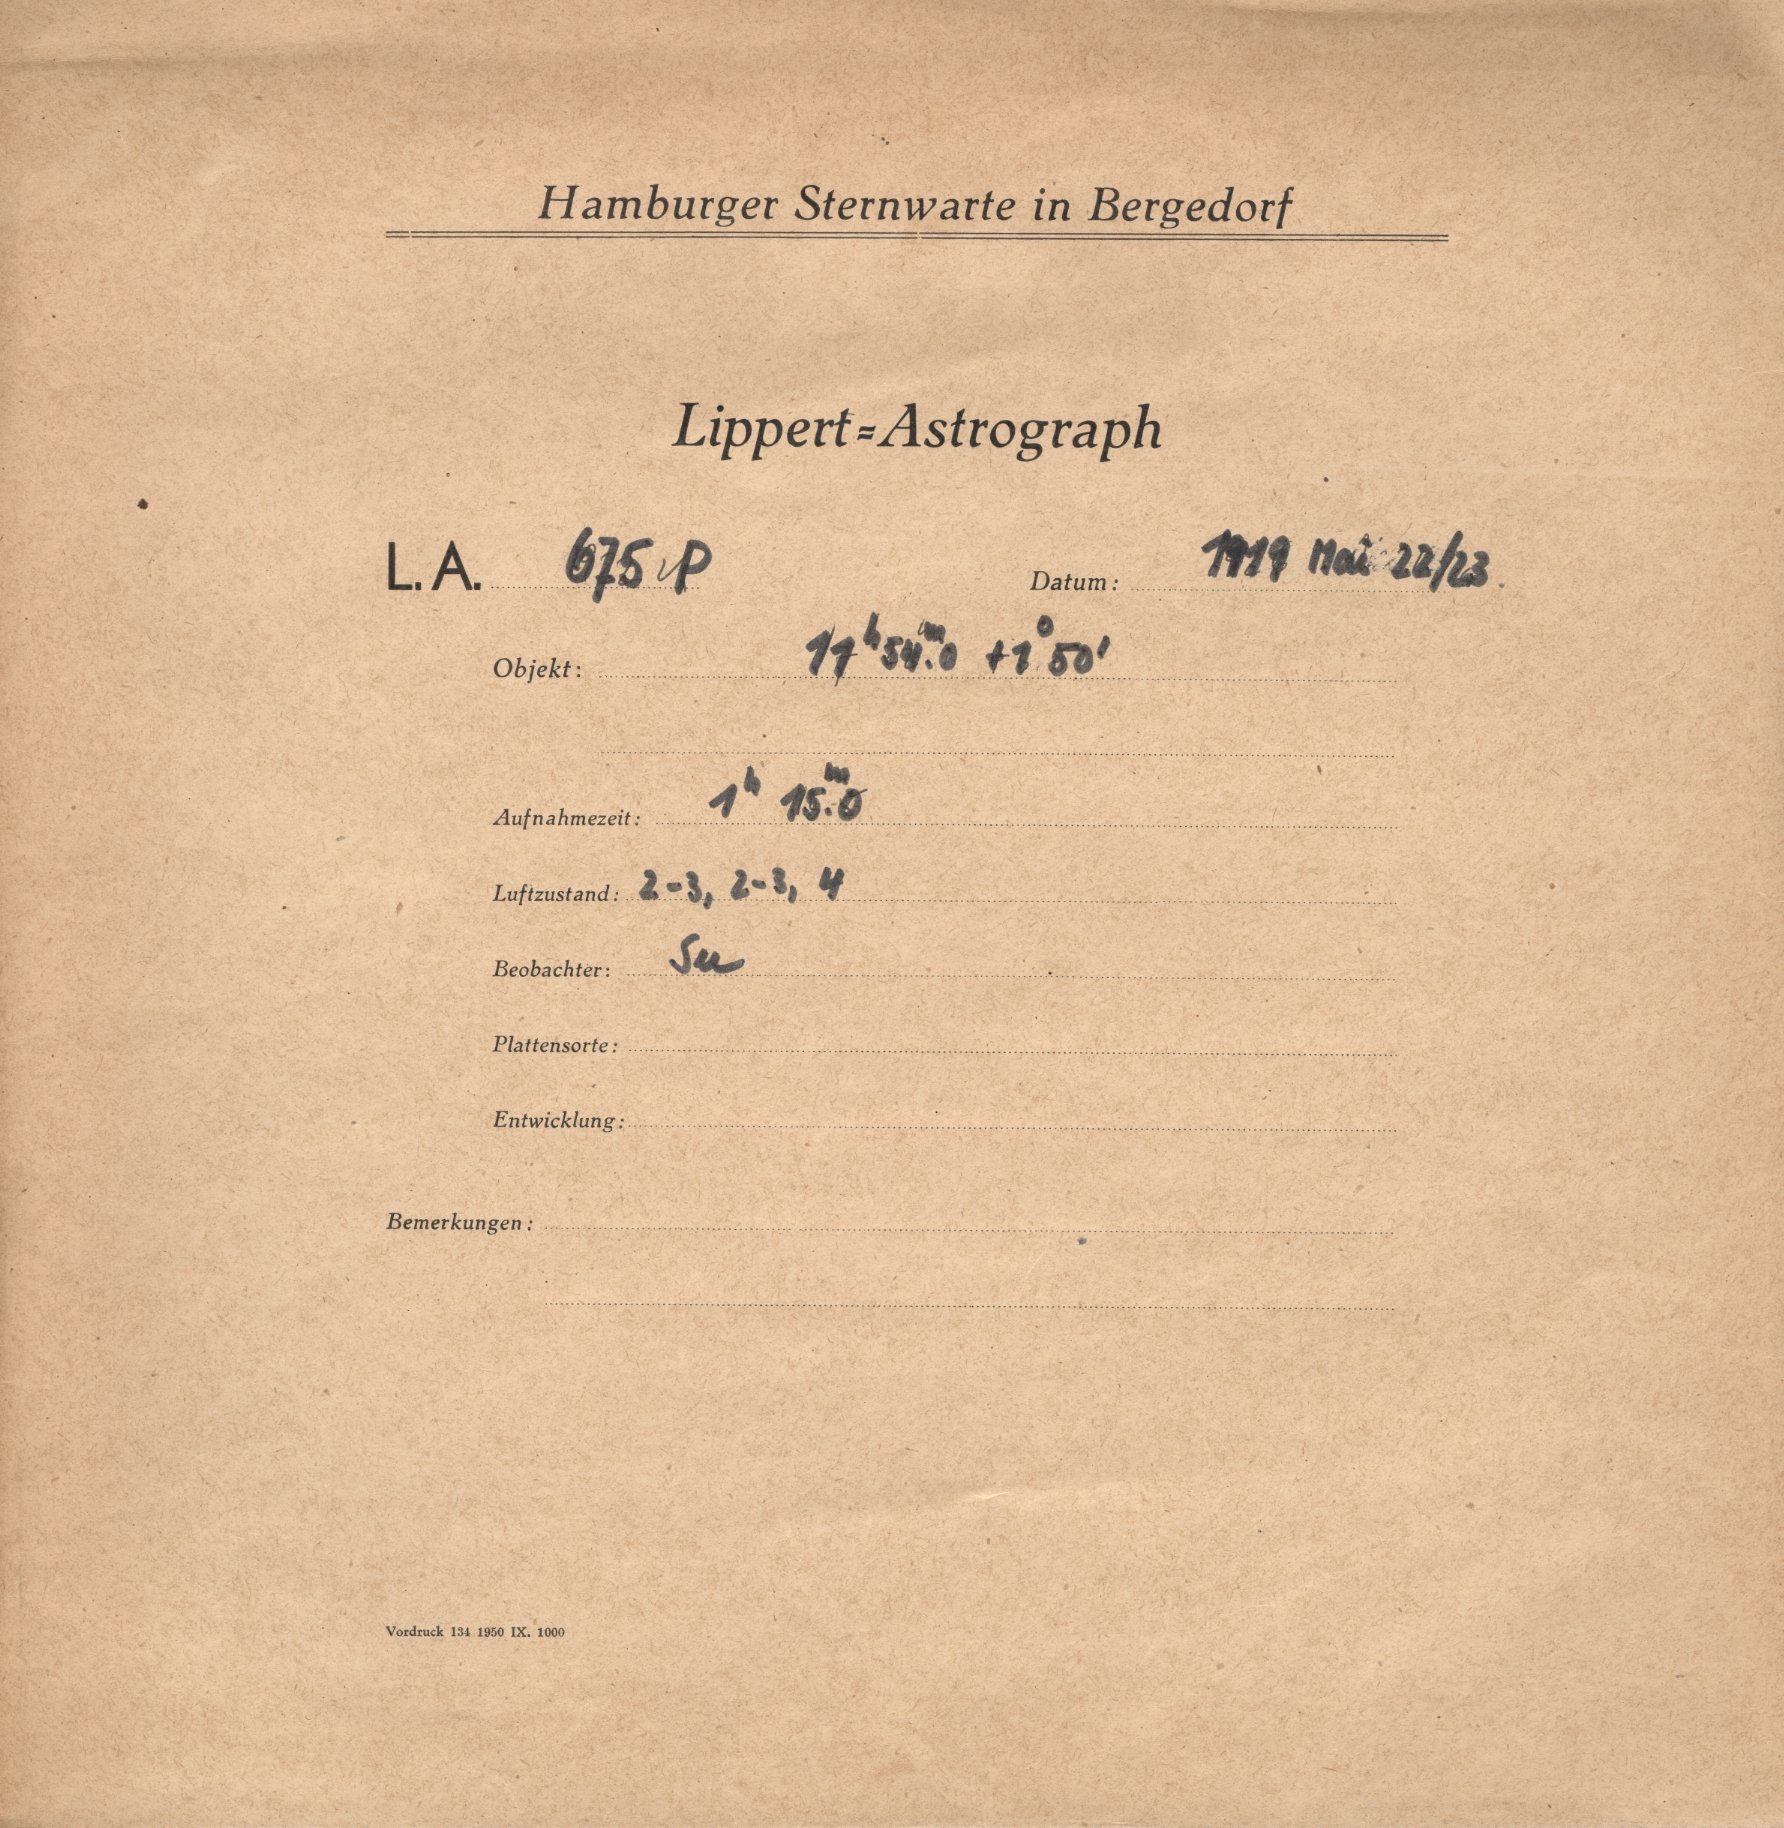 Hamburger Sternwarte in Bergedorf
Lippert=Astrograph
L. A. 675 P Datum: 1919 Mai 22/23
Objekt: 11h 54m.0 +1° 50'
Aufnahmezeit: 1h 15m.0
Luftzustand: 2-3, 2-3, 4
Beobachter: Su
Plattensorte:
Entwicklung:
Bemerkungen:
Vordruck 134 1950 IX. 1000